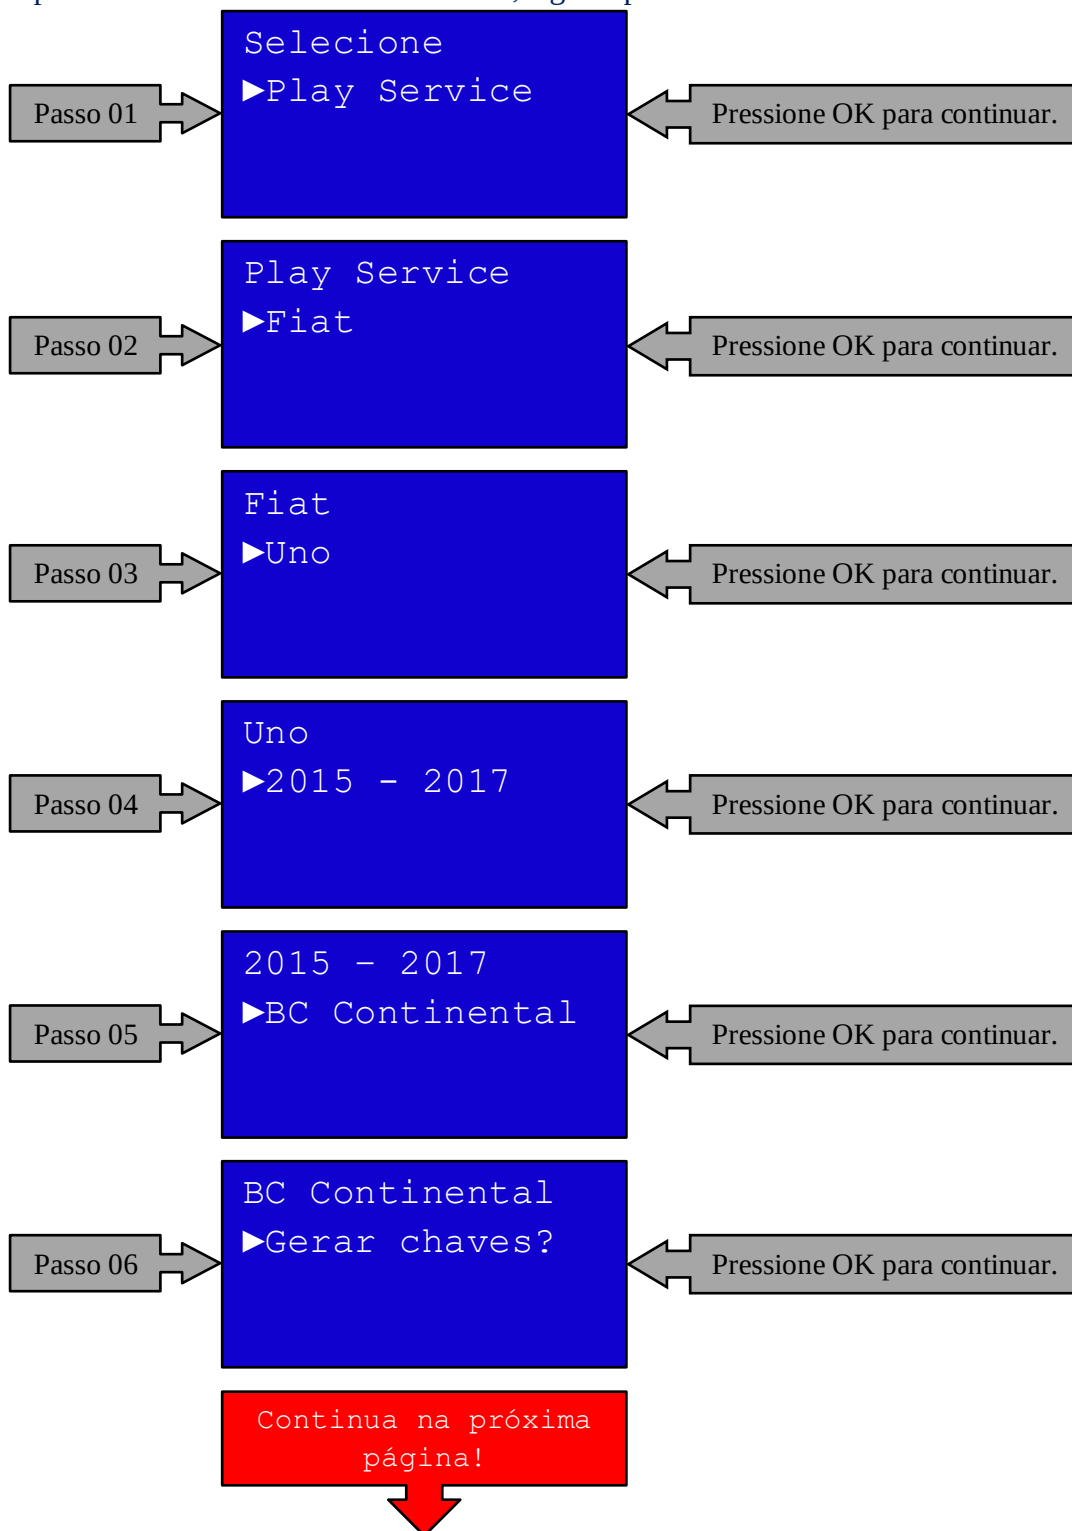 Selecione
►Play Service
Passo 01
Pressione OK para continuar.
Play Service
►Fiat
Passo 02
Pressione OK para continuar.
Fiat
►Uno
Passo 03
Pressione OK para continuar.
Uno
►2015 - 2017
Passo 04
Pressione OK para continuar.
2015 – 2017
►BC Continental
Passo 05
Pressione OK para continuar.
BC Continental
►Gerar chaves?
Passo 06
Pressione OK para continuar.
Continua na próxima
página!